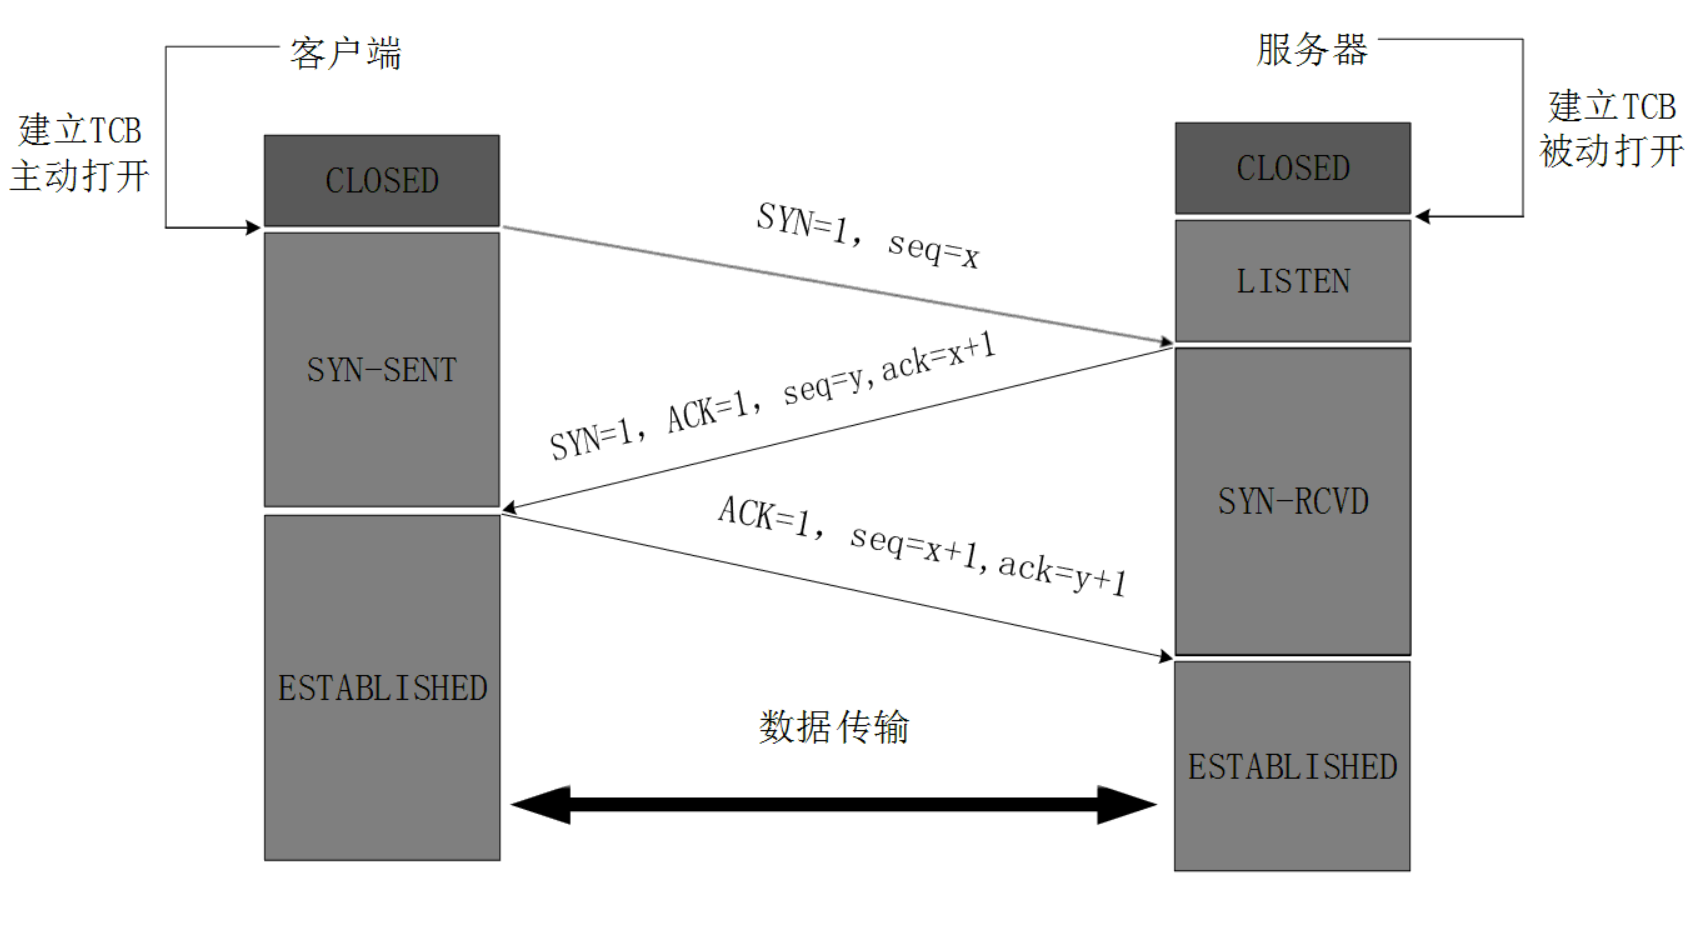 客户端
服务器
建立TCB
主动打开
建立TCB
被动打开
CLOSED
CLOSED
SYN=1, seq=x
LISTEN
SYN-SENT
SYN=1, ACK=1, seq=y,ack=x+1
SYN-RCVD
ACK=1, seq=x+1,ack=y+1
ESTABLISHED
数据传输
ESTABLISHED